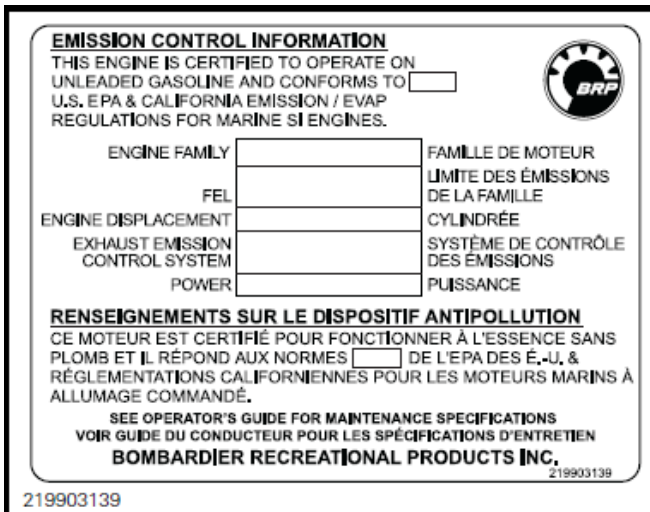 EMISSION CONTROL INFORMATION
THIS ENGINE IS CERTIFIED TO OPERATE ON
UNLEADED GASOLINE AND CONFORMS TO
U.S. EPA & CALIFORNIA EMISSION / EVAP
REGULATIONS FOR MARINE SI ENGINES.
BRP
ENGINE FAMILY FAMILLE DE MOTEUR
FEL LIMITE DES ÉMISSIONS
DE LA FAMILLE
ENGINE DISPLACEMENT CYLINDRÉE
EXHAUST EMISSION SYSTÈME DE CONTRÔLE
CONTROL SYSTEM DES ÉMISSIONS
POWER PUISSANCE
RENSEIGNEMENTS SUR LE DISPOSITIF ANTIPOLLUTION
CE MOTEUR EST CERTIFIÉ POUR FONCTIONNER À L'ESSENCE SANS
PLOMB ET IL RÉPOND AUX NORMES DE L'EPA DES É.-U. &
RÉGLEMENTATIONS CALIFORNIENNES POUR LES MOTEURS MARINS À
ALLUMAGE COMMANDÉ.
SEE OPERATOR'S GUIDE FOR MAINTENANCE SPECIFICATIONS
VOIR GUIDE DU CONDUCTEUR POUR LES SPÉCIFICATIONS D'ENTRETIEN
BOMBARDIER RECREATIONAL PRODUCTS INC.
219903139
219903139